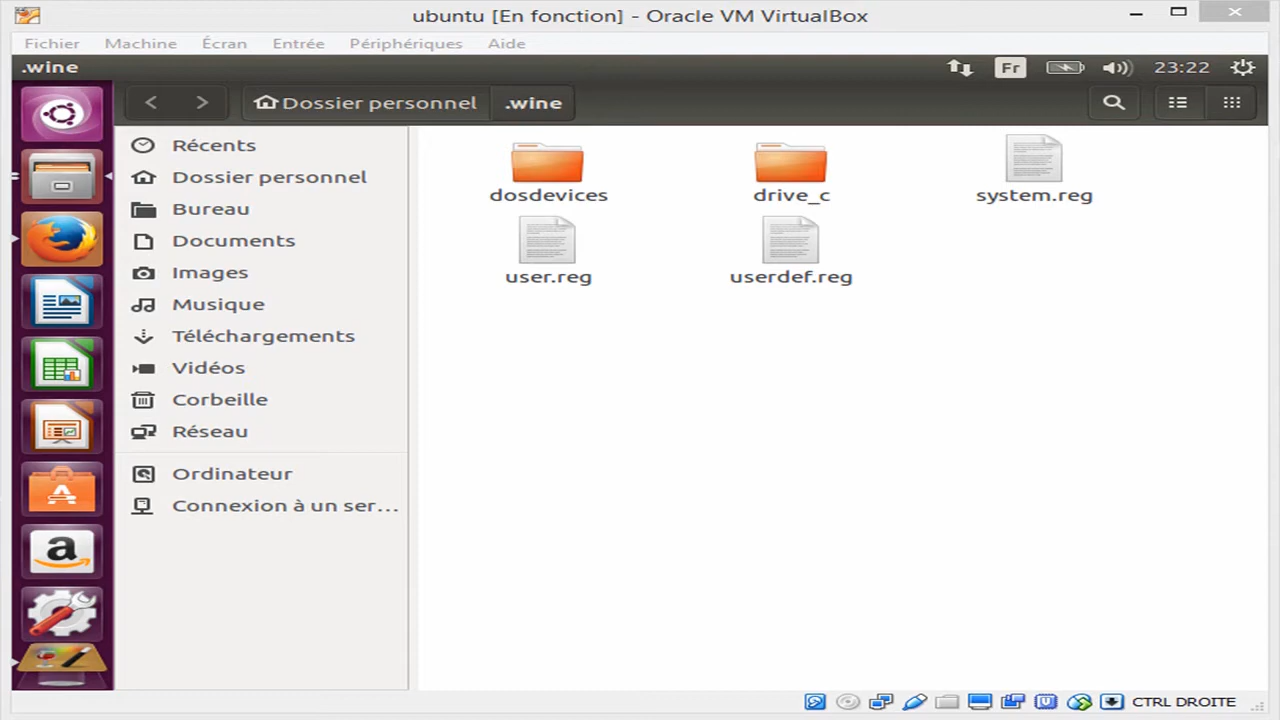 ubuntu [En fonction] - Oracle VM VirtualBox
Fichier Machine Écran Entrée Périphériques Aide
.wine Fr 23:22
Dossier personnel .wine
Récents
Dossier personnel
Bureau
Documents
Images
Musique
Téléchargements
Vidéos
Corbeille
Réseau
Ordinateur
Connexion à un ser...
dosdevices drive_c system.reg
user.reg userdef.reg
CTRL DROITE